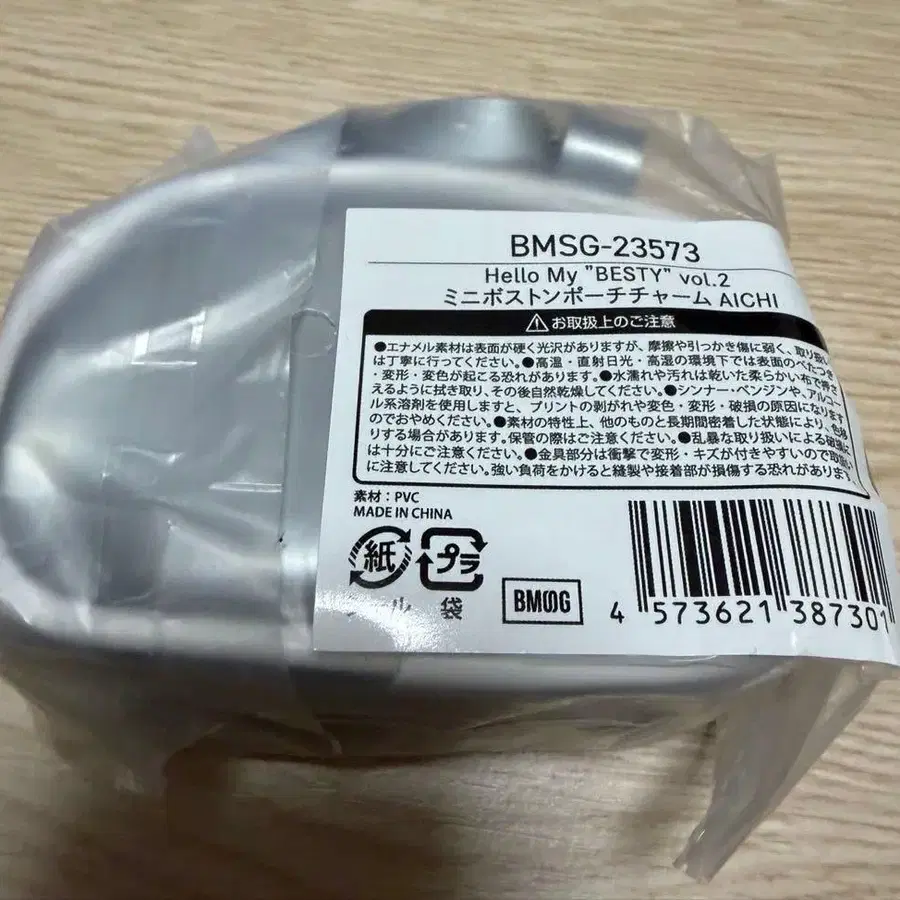 BMSG-23573
Hello My "BESTY" vol.2
ミニボストンポーチチャーム AICHI
お取扱上のご注意
●エナメル素材は表面が硬く光沢がありますが、摩擦や引っかき傷に弱く、取り扱い
は丁寧に行ってください。●高温・直射日光・高湿の環境下では表面のべたつき
・変形・変色が起こる恐れがあります。●水濡れや汚れは乾いた柔らかい布で押さ
えるように拭き取り、その後自然乾燥してください。●シンナー・ベンジンや、アルコー
ル系溶剤を使用しますと、プリントの剥がれや変色・変形・破損の原因になります
のでおやめください。●素材の特性上、他のものと長期間密着した状態により、色移
りする場合があります。保管の際はご注意ください。●乱暴な取り扱いによる破損に
は十分にご注意ください。●金具部分は衝撃で変形・キズが付きやすいので取扱い
に注意してください。強い負荷をかけると縫製や接着部が損傷する恐れがあります
素材：PVC
MADE IN CHINA
紙 プラ
袋
BMSG
4 573621 387301